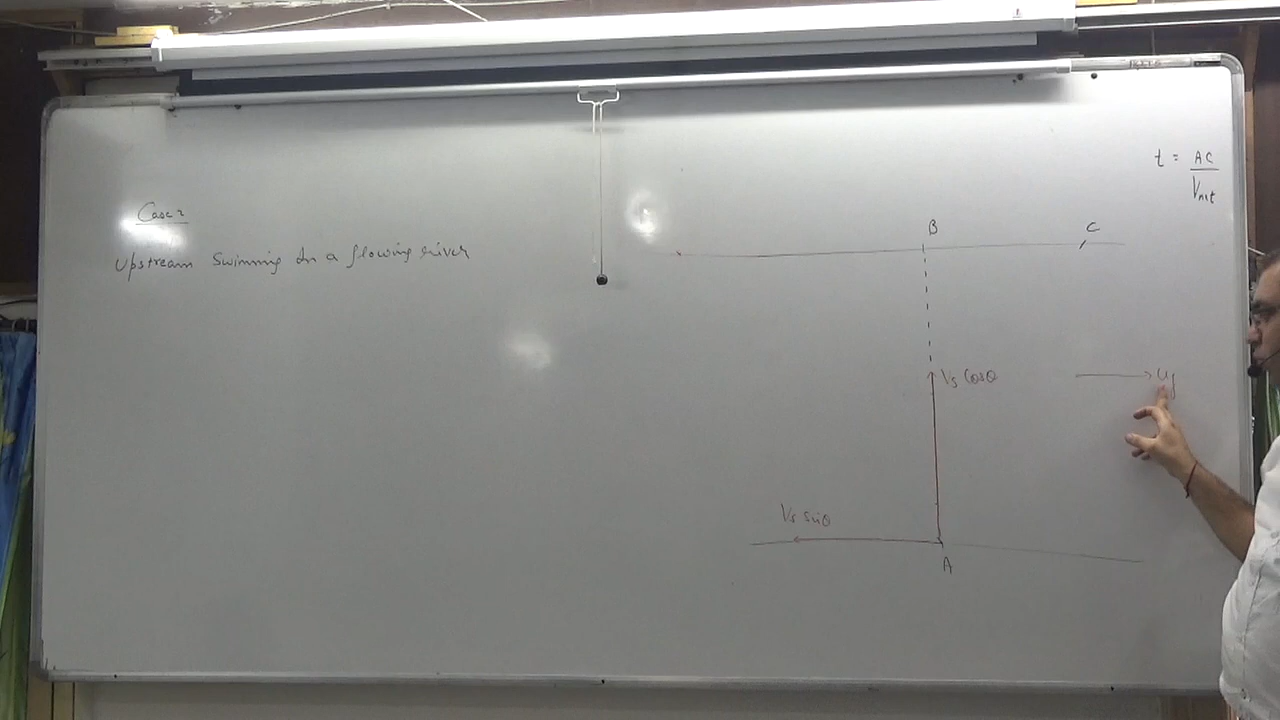 t = AC / Vnet
Case 2
Upstream Swimming In a flowing river
B
C
Vs Cosθ
Vs sinθ
A